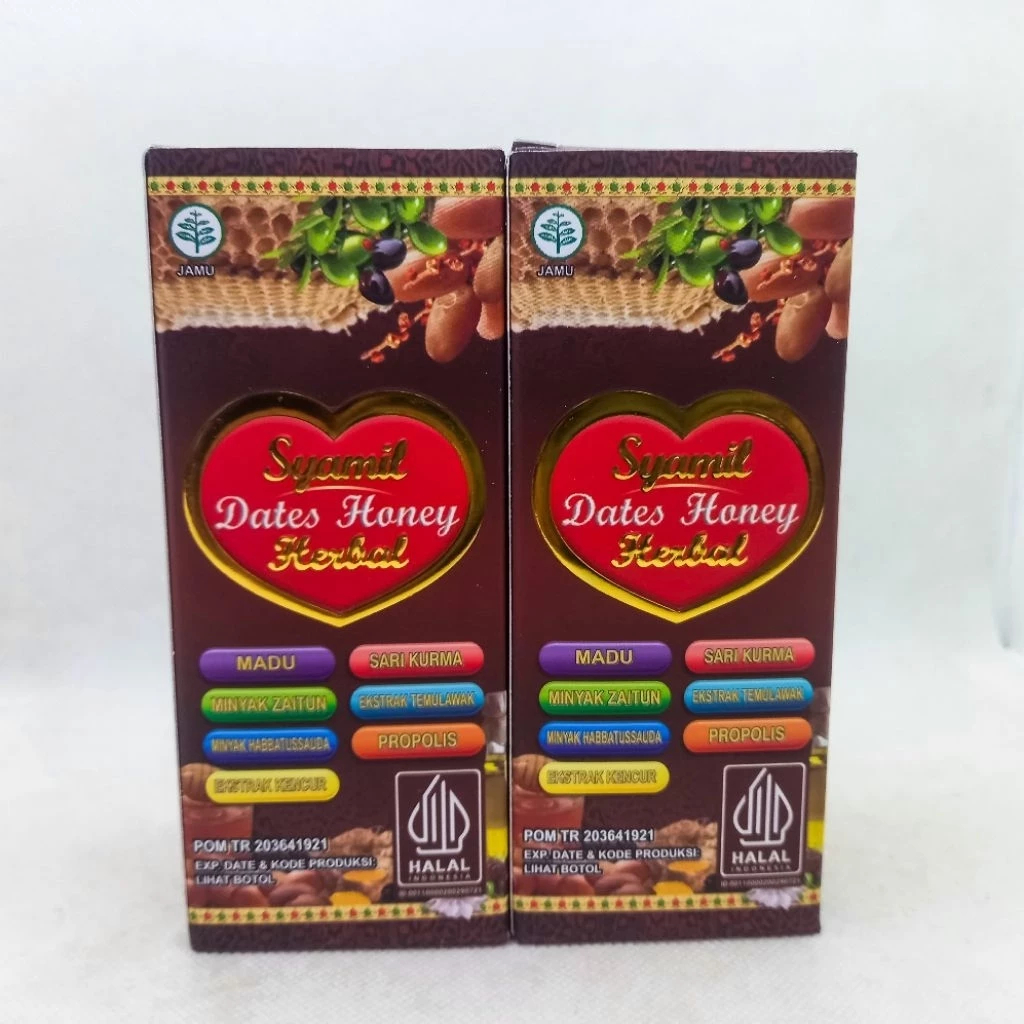 JAMU
Syamil
Dates Honey
Herbal
MADU
SARI KURMA
MINYAK ZAITUN
EKSTRAK TEMULAWAK
MINYAK HABBATUSSAUDA
PROPOLIS
EKSTRAK KENCUR
POM TR 203641921
EXP. DATE & KODE PRODUKSI:
LIHAT BOTOL
HALAL
INDONESIA
JAMU
Syamil
Dates Honey
Herbal
MADU
SARI KURMA
MINYAK ZAITUN
EKSTRAK TEMULAWAK
MINYAK HABBATUSSAUDA
PROPOLIS
EKSTRAK KENCUR
POM TR 203641921
EXP. DATE & KODE PRODUKSI:
LIHAT BOTOL
HALAL
INDONESIA